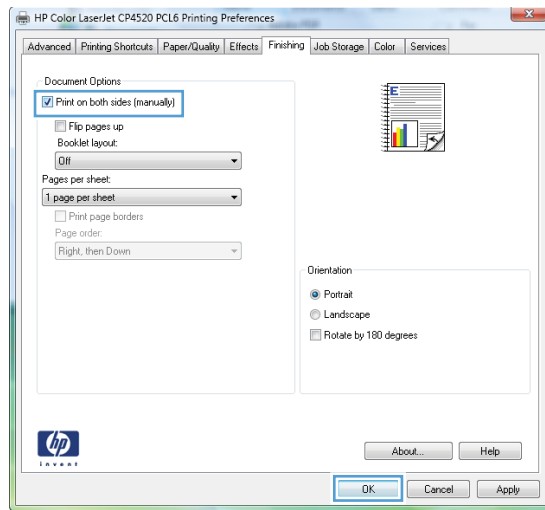 HP Color LaserJet CP4520 PCL6 Printing Preferences
Advanced Printing Shortcuts Paper/Quality Effects Finishing Job Storage Color Services
Document Options
Print on both sides (manually)
Flip pages up
Booklet layout:
Off
Pages per sheet:
1 page per sheet
Print page borders
Page order:
Right, then Down
E
Orientation
Portrait
Landscape
Rotate by 180 degrees
hp
invent
About... Help
OK Cancel Apply